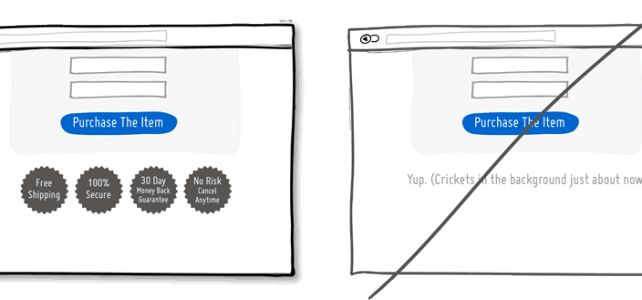 Purchase The Item
Free
Shipping
100%
Secure
30 Day
Money Back
Guarantee
No Risk
Cancel
Anytime
Purchase The Item
Yup. (Crickets in the background just about now